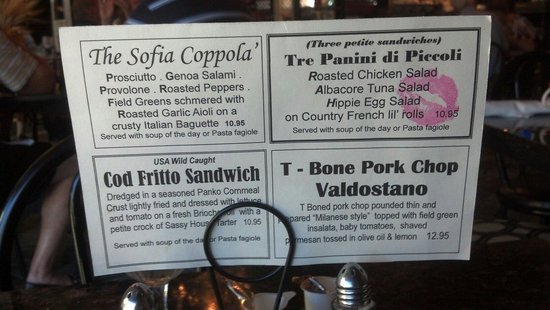 The Sofia Coppola'
Prosciutto . Genoa Salami .
Provolone . Roasted Peppers .
Field Greens schmered with
Roasted Garlic Aioli on a
crusty Italian Baguette 10.95
Served with soup of the day or Pasta fagiole
(Three petite sandwiches)
Tre Panini di Piccoli
Roasted Chicken Salad
Albacore Tuna Salad
Hippie Egg Salad
on Country French lil' rolls 10.95
Served with soup of the day or Pasta fagiole
USA Wild Caught
Cod Fritto Sandwich
Dredged in a seasoned Panko Cornmeal
Crust lightly fried and dressed with lettuce
and tomato on a fresh Brioche roll with a
petite crock of Sassy House Tarter 10.95
Served with soup of the day or Pasta fagiole
T - Bone Pork Chop
Valdostano
T Boned pork chop pounded thin and
prepared "Milanese style" topped with field green
insalata, baby tomatoes, shaved
parmesan tossed in olive oil & lemon 12.95